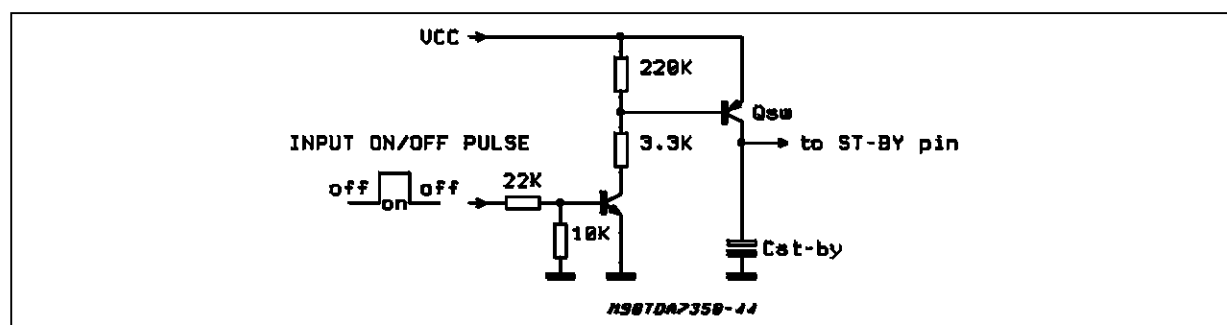 VCC
220K
Qsw
INPUT ON/OFF PULSE
3.3K
to ST-BY pin
off on off
22K
10K
Cst-by
M90TDA7350-44